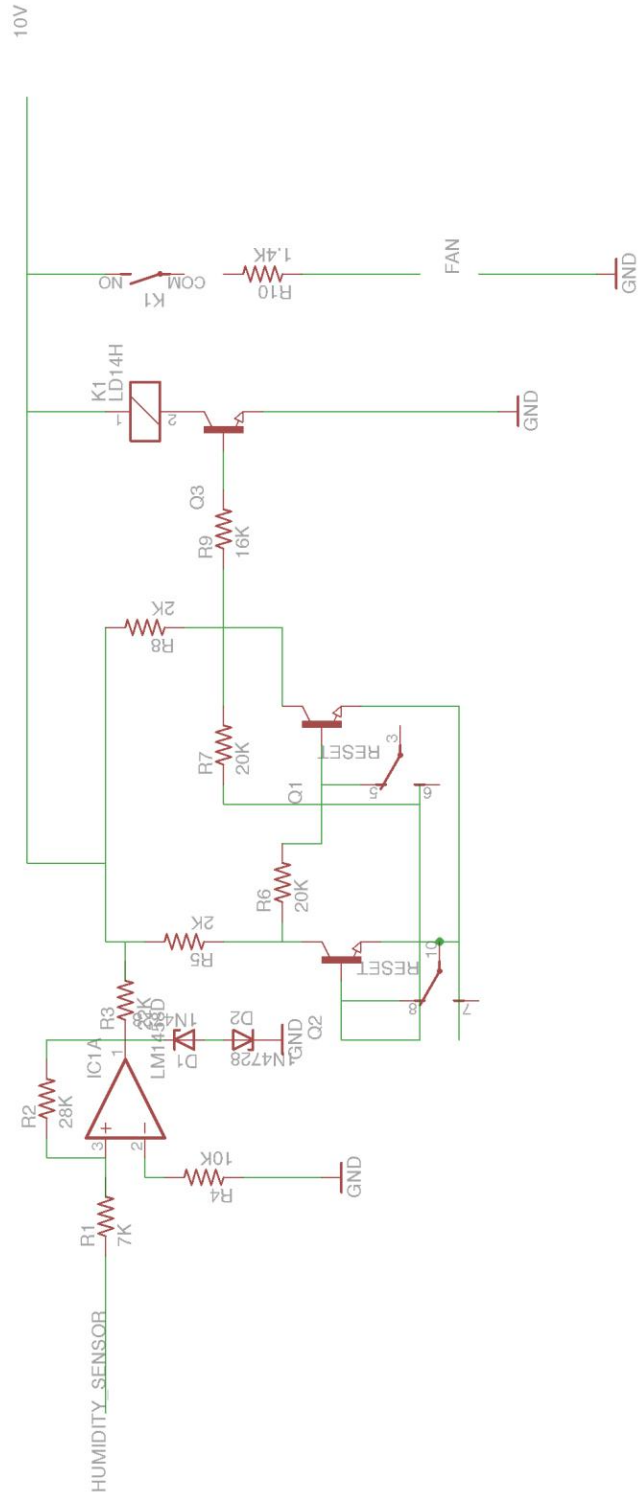 10V
NO
COM
K1
1.4K
R10
FAN
GND
K1
LD14H
1
2
Q3
R9
16K
GND
2K
R8
R7
20K
RESET
3
5
6
Q1
R6
20K
2K
R5
RESET
10
8
7
Q2
R3
IC1A
LM1458D
1
3
2
+
−
R2
28K
D1
D2
1N4728
GND
10K
R4
GND
R1
7K
HUMIDITY_SENSOR